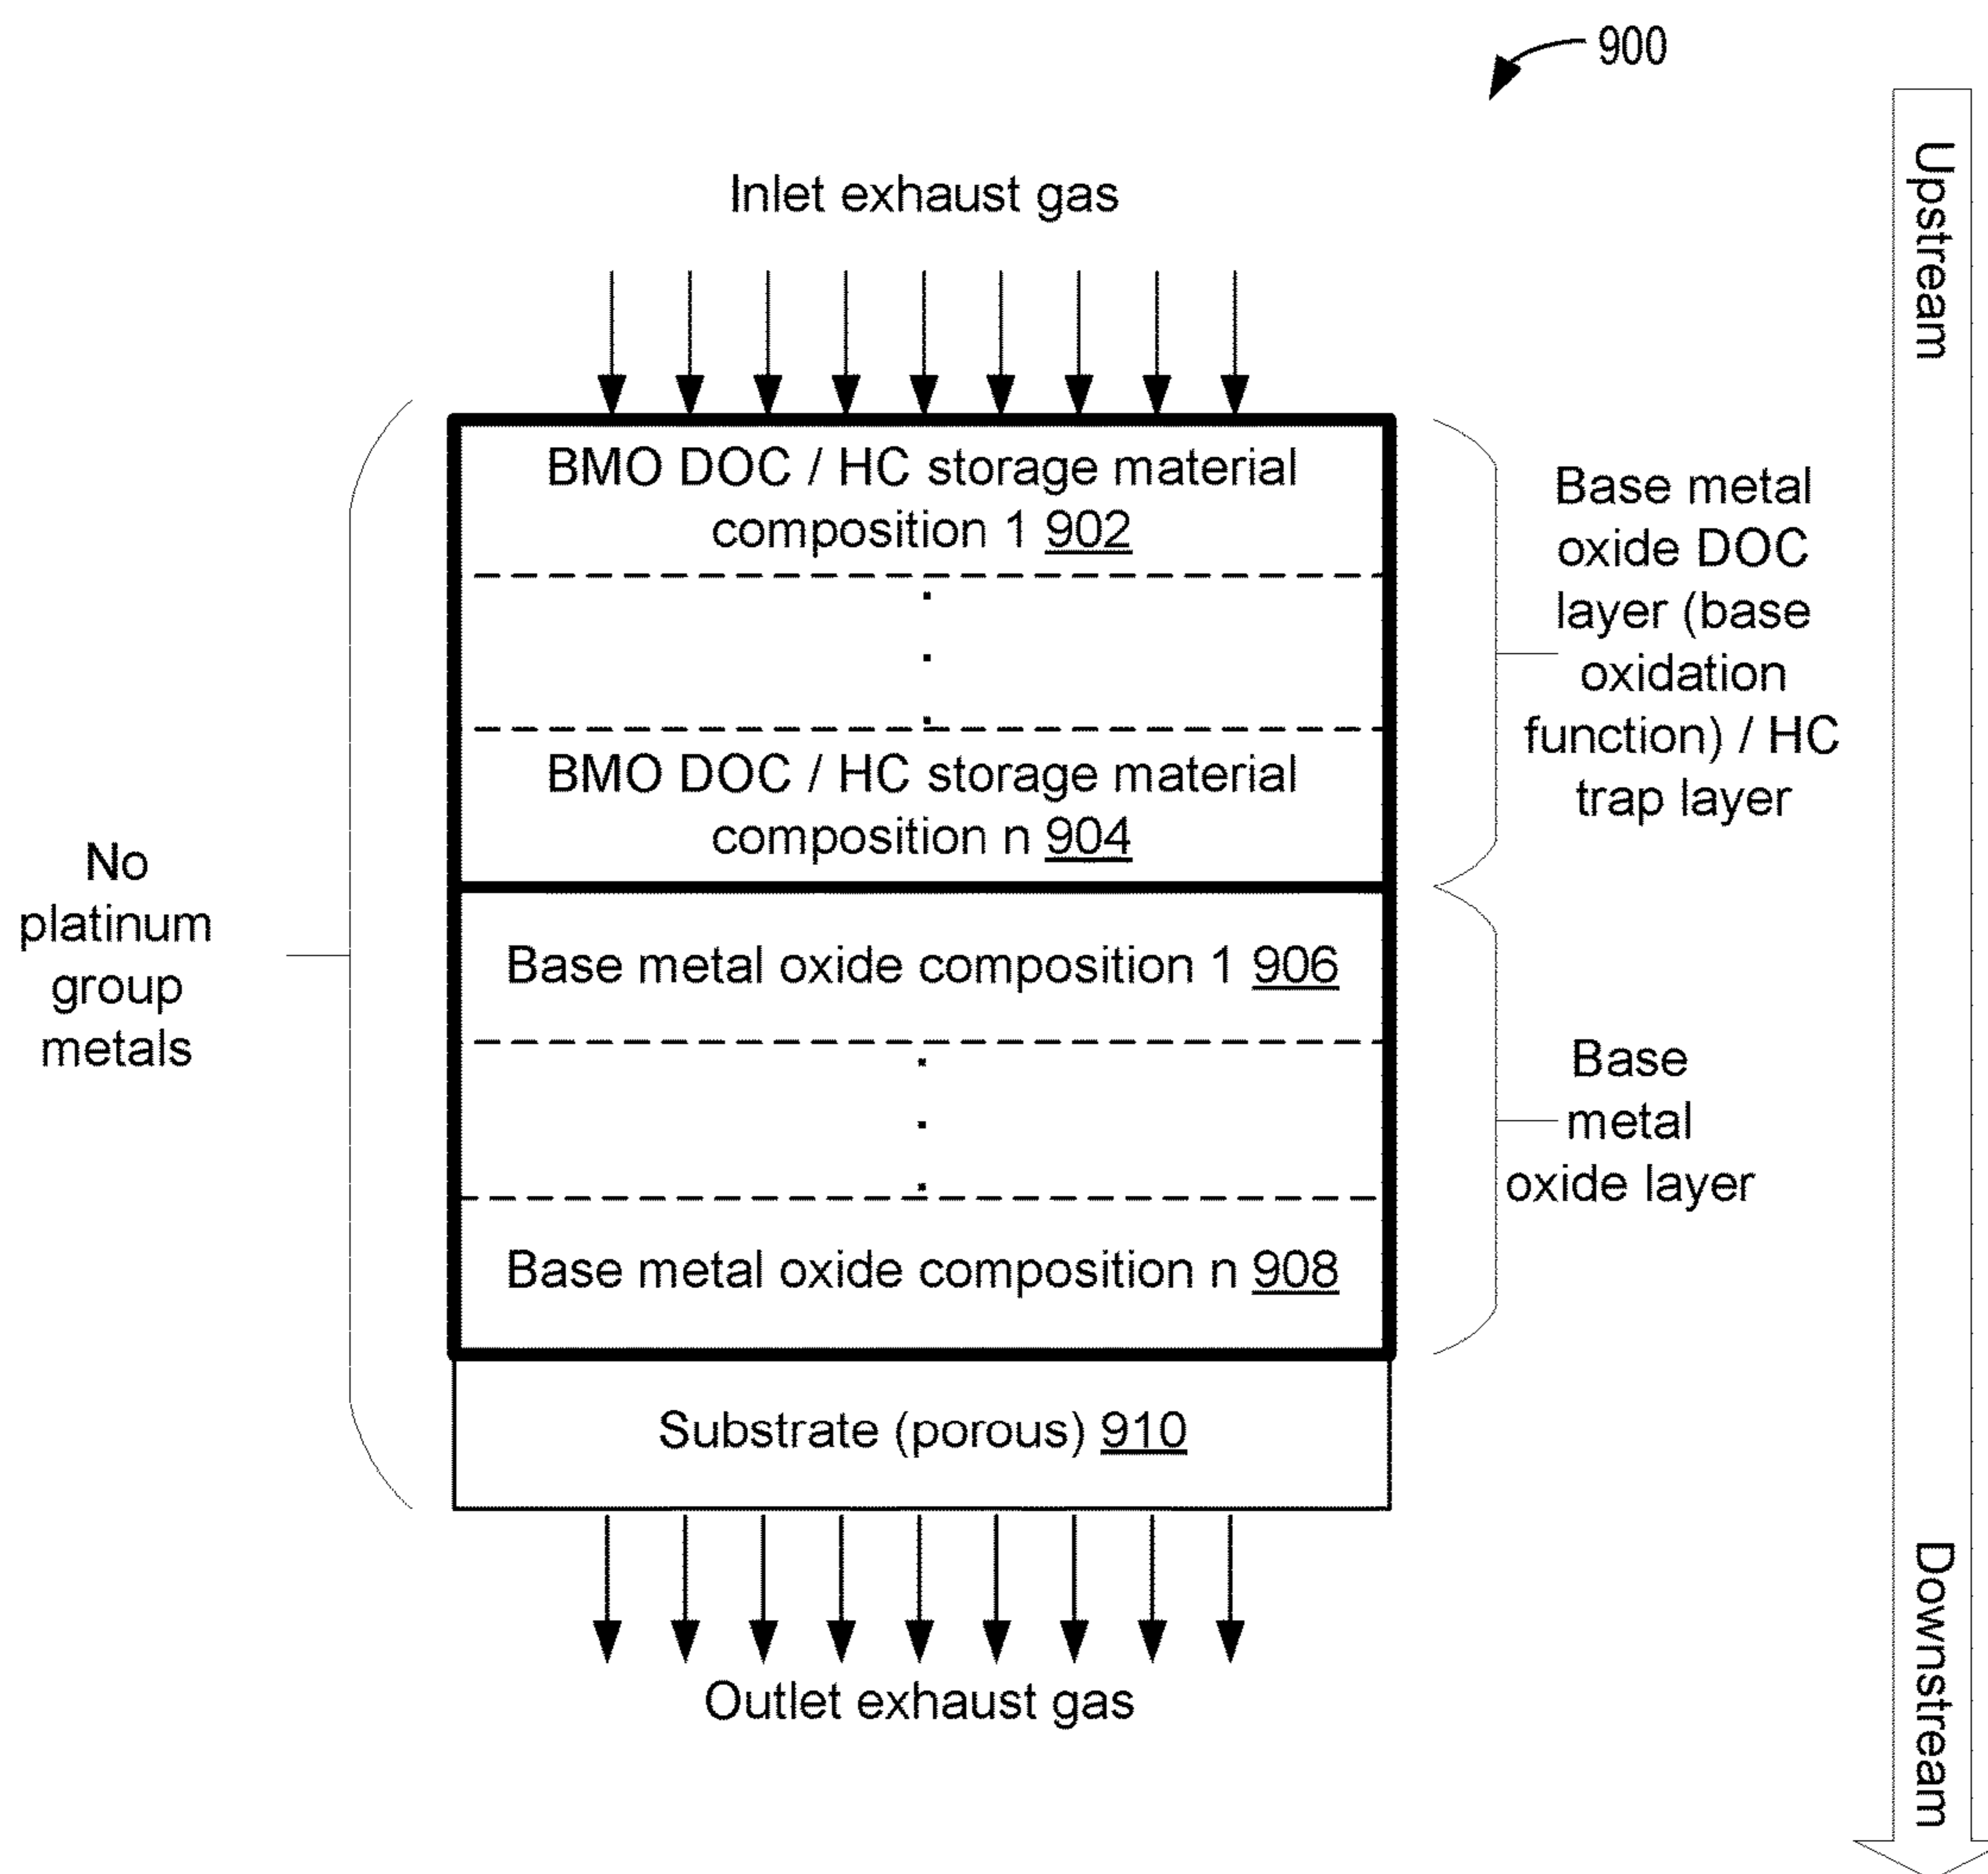 900
Inlet exhaust gas
Upstream
BMO DOC / HC storage material
composition 1 902
BMO DOC / HC storage material
composition n 904
Base metal
oxide DOC
layer (base
oxidation
function) / HC
trap layer
No
platinum
group
metals
Base metal oxide composition 1 906
Base metal oxide composition n 908
Base
metal
oxide layer
Substrate (porous) 910
Outlet exhaust gas
Downstream